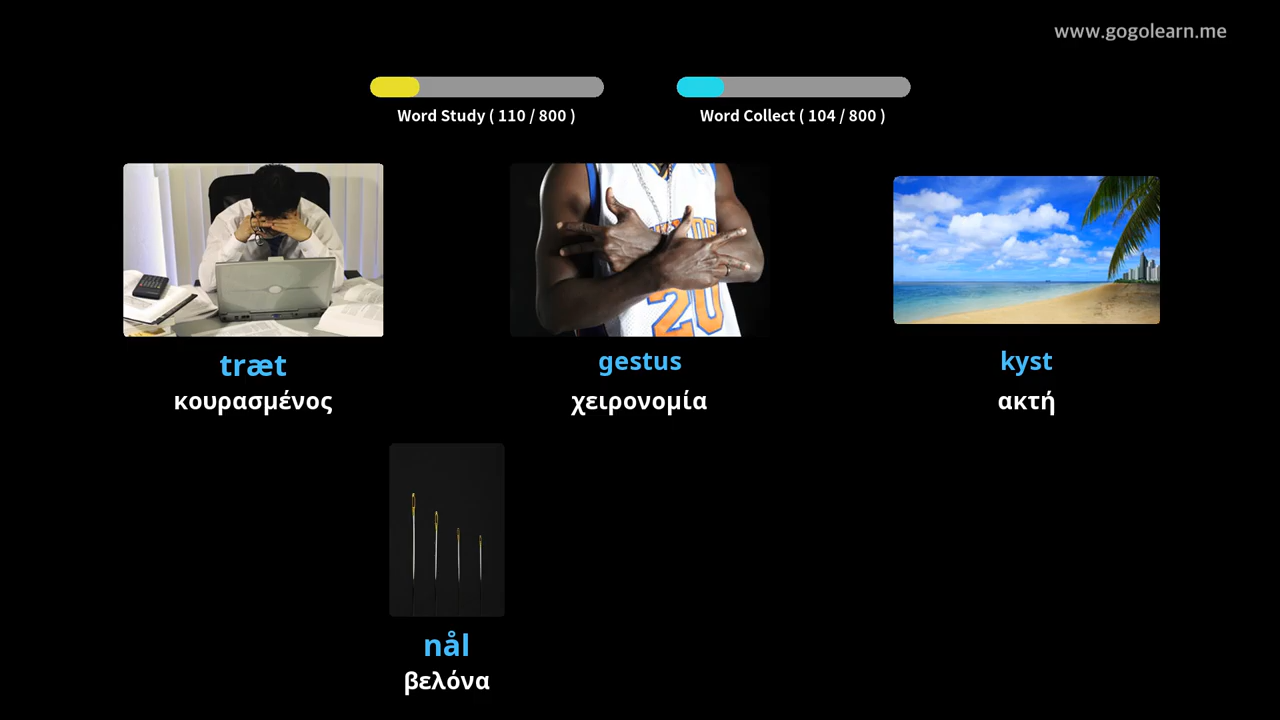 www.gogolearn.me
Word Study ( 110 / 800 )
Word Collect ( 104 / 800 )
træt
κουρασμένος
gestus
χειρονομία
kyst
ακτή
20
nål
βελόνα